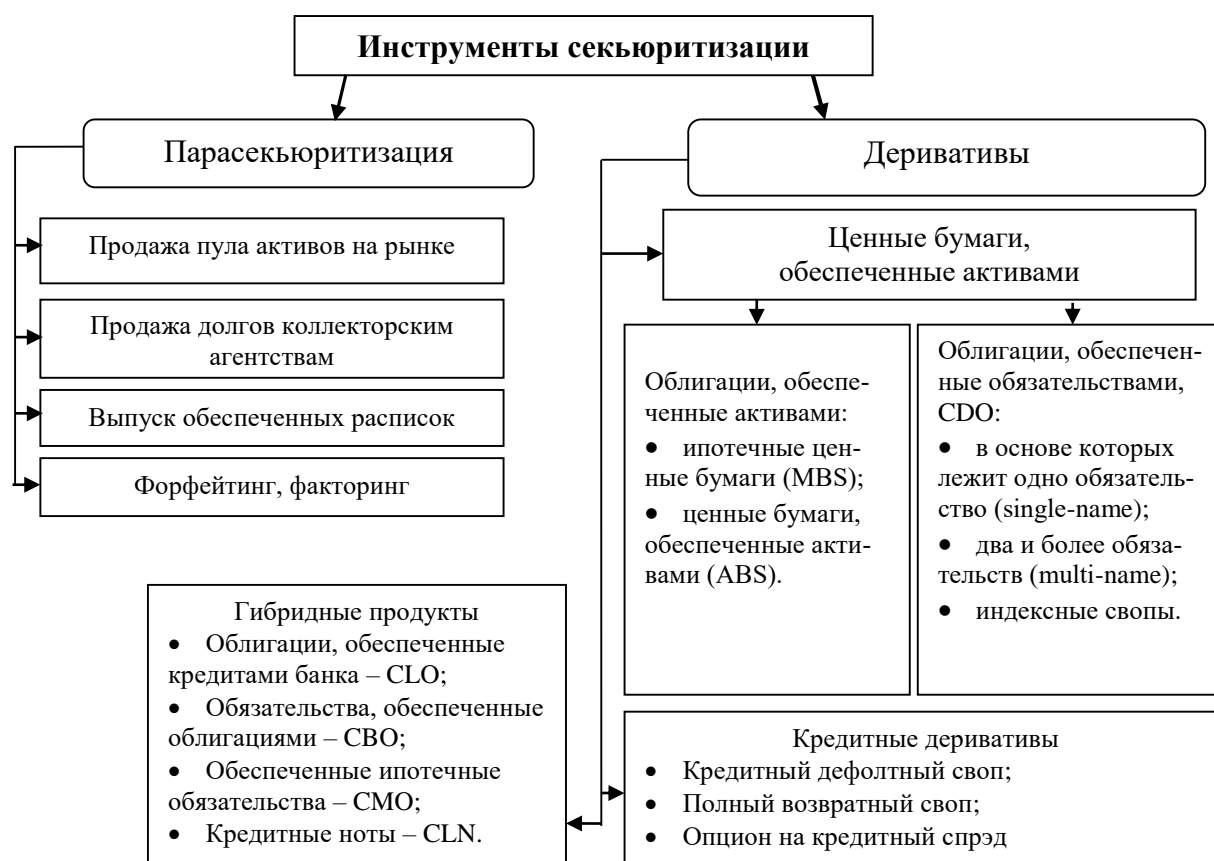 Инструменты секьюритизации
Парасекьюритизация
Деривативы
Продажа пула активов на рынке
Продажа долгов коллекторским
агентствам
Выпуск обеспеченных расписок
Форфейтинг, факторинг
Ценные бумаги,
обеспеченные активами
Облигации, обеспе-
ченные активами:
• ипотечные цен-
ные бумаги (MBS);
• ценные бумаги,
обеспеченные акти-
вами (ABS).
Облигации, обеспечен-
ные обязательствами,
CDO:
• в основе которых
лежит одно обязатель-
ство (single-name);
• два и более обяза-
тельств (multi-name);
• индексные свопы.
Гибридные продукты
• Облигации, обеспеченные
кредитами банка – CLO;
• Обязательства, обеспеченные
облигациями – CBO;
• Обеспеченные ипотечные
обязательства – CMO;
• Кредитные ноты – CLN.
Кредитные деривативы
• Кредитный дефолтный своп;
• Полный возвратный своп;
• Опцион на кредитный спрэд